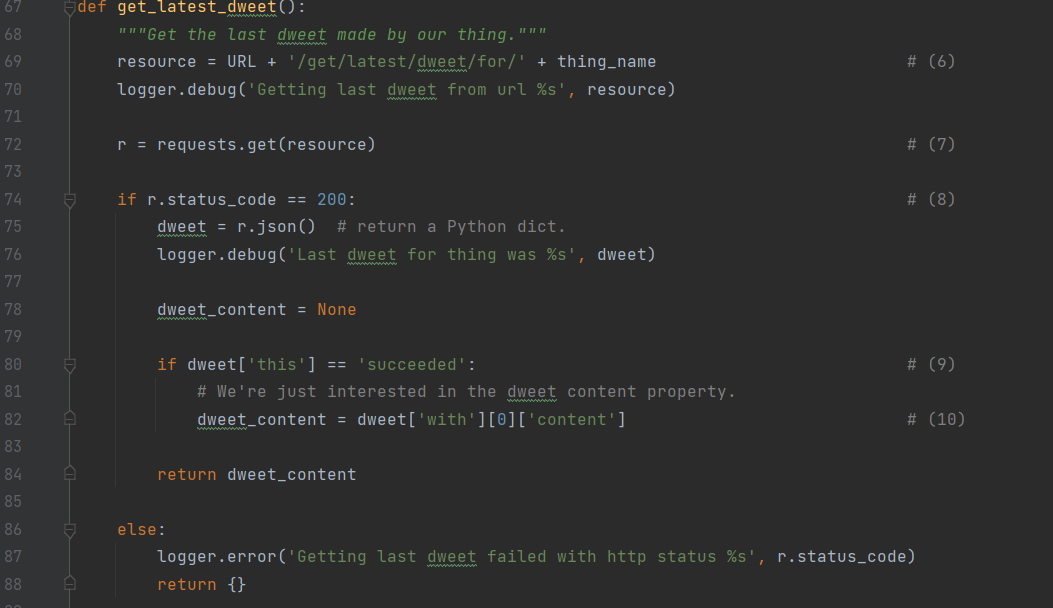 67 def get_latest_dweet():
68 """Get the last dweet made by our thing."""
69 resource = URL + '/get/latest/dweet/for/' + thing_name # (6)
70 logger.debug('Getting last dweet from url %s', resource)
71
72 r = requests.get(resource) # (7)
73
74 if r.status_code == 200: # (8)
75 dweet = r.json() # return a Python dict.
76 logger.debug('Last dweet for thing was %s', dweet)
77
78 dweet_content = None
79
80 if dweet['this'] == 'succeeded': # (9)
81 # We're just interested in the dweet content property.
82 dweet_content = dweet['with'][0]['content'] # (10)
83
84 return dweet_content
85
86 else:
87 logger.error('Getting last dweet failed with http status %s', r.status_code)
88 return {}